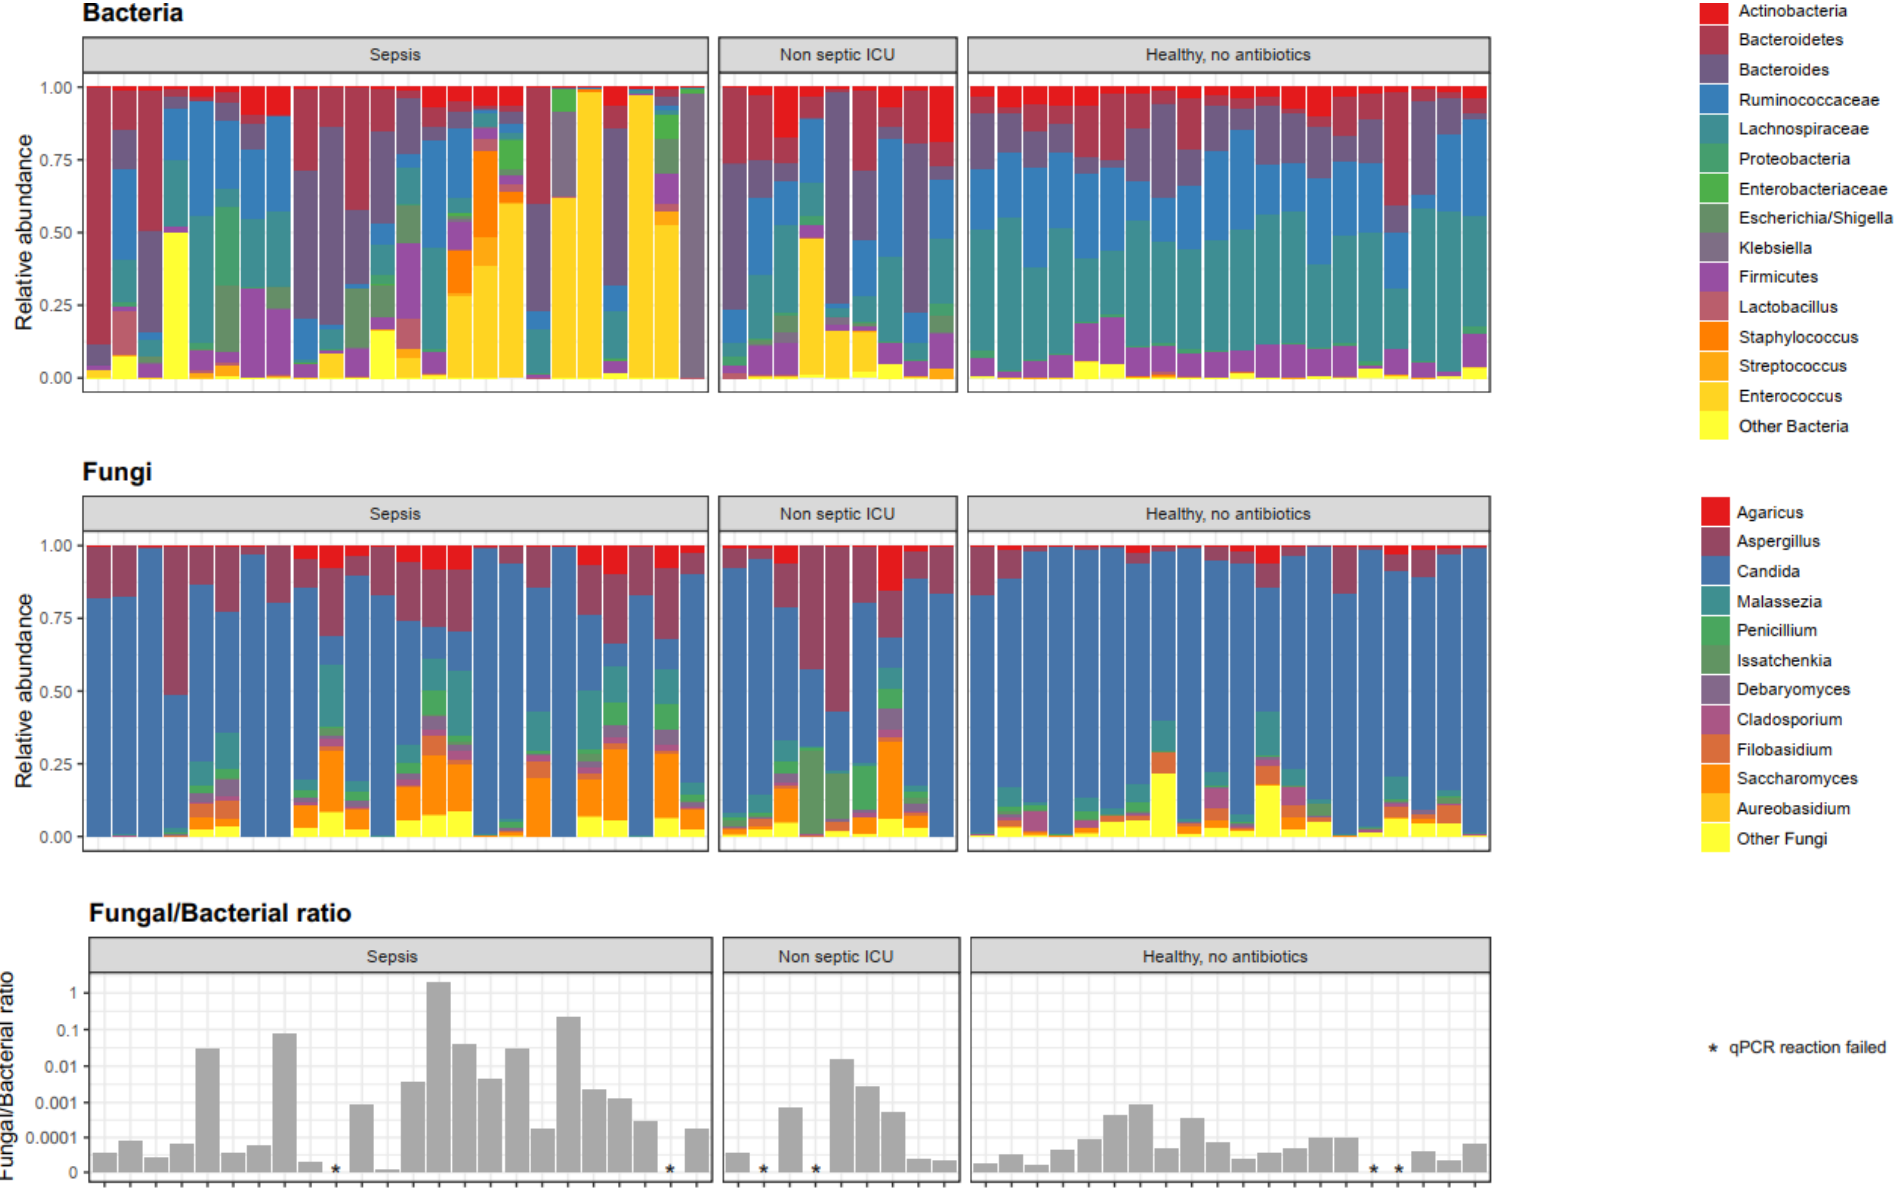 Bacteria
Sepsis
Non septic ICU
Healthy, no antibiotics
Relative abundance
1.00
0.75
0.50
0.25
0.00
Actinobacteria
Bacteroidetes
Bacteroides
Ruminococcaceae
Lachnospiraceae
Proteobacteria
Enterobacteriaceae
Escherichia/Shigella
Klebsiella
Firmicutes
Lactobacillus
Staphylococcus
Streptococcus
Enterococcus
Other Bacteria
Fungi
Sepsis
Non septic ICU
Healthy, no antibiotics
Relative abundance
1.00
0.75
0.50
0.25
0.00
Agaricus
Aspergillus
Candida
Malassezia
Penicillium
Issatchenkia
Debaryomyces
Cladosporium
Filobasidium
Saccharomyces
Aureobasidium
Other Fungi
Fungal/Bacterial ratio
Sepsis
Non septic ICU
Healthy, no antibiotics
Fungal/Bacterial ratio
1
0.1
0.01
0.001
0.0001
0
* * * * * *
* qPCR reaction failed